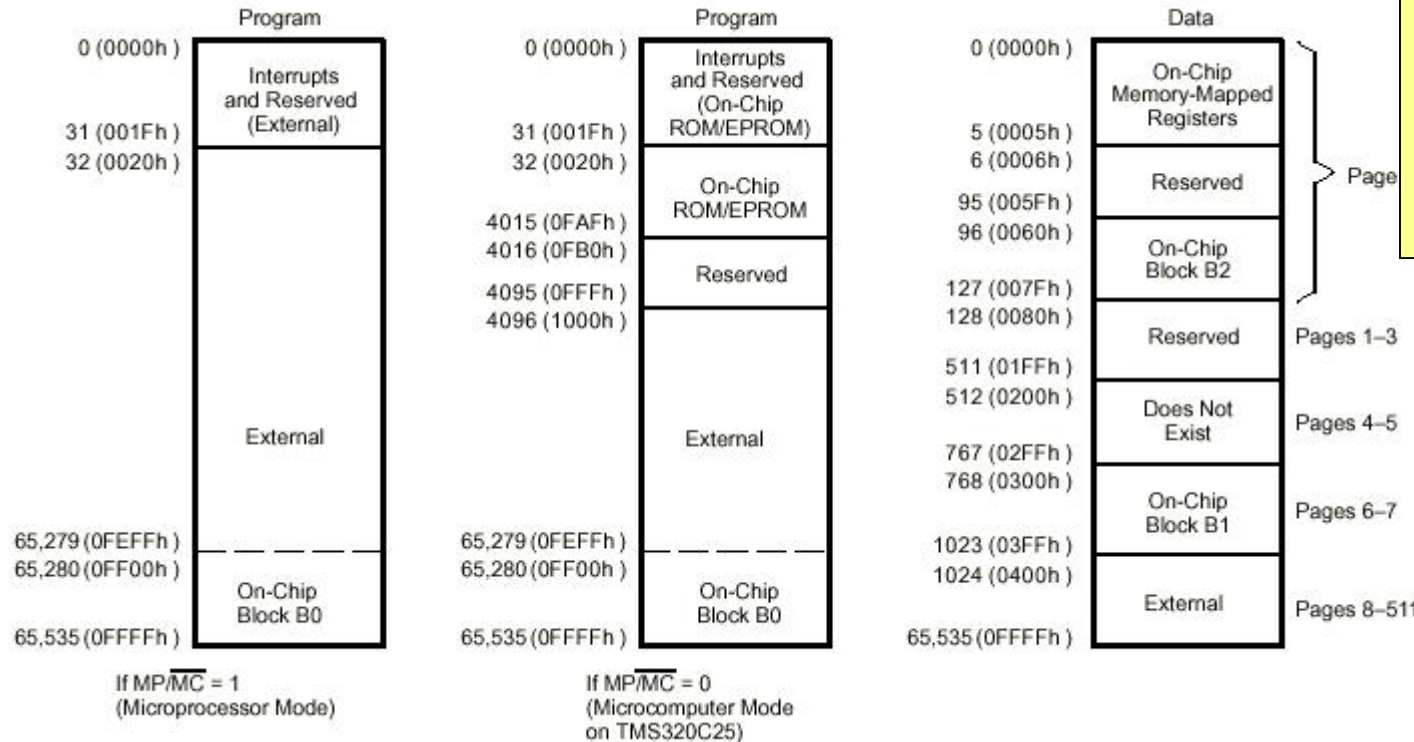 Program
0 (0000h )
Interrupts
and Reserved
(External)
31 (001Fh )
32 (0020h )
External
65,279 (0FEFFh )
65,280 (0FF00h )
On-Chip
Block B0
65,535 (0FFFFh )
If MP/MC = 1
(Microprocessor Mode)
Program
0 (0000h )
Interrupts
and Reserved
(On-Chip
ROM/EPROM)
31 (001Fh )
32 (0020h )
On-Chip
ROM/EPROM
4015 (0FAFh )
4016 (0FB0h )
Reserved
4095 (0FFFh )
4096 (1000h )
External
65,279 (0FEFFh )
65,280 (0FF00h )
On-Chip
Block B0
65,535 (0FFFFh )
If MP/MC = 0
(Microcomputer Mode
on TMS320C25)
Data
0 (0000h )
On-Chip
Memory-Mapped
Registers
5 (0005h )
6 (0006h )
Reserved
95 (005Fh )
96 (0060h )
On-Chip
Block B2
127 (007Fh )
Page
128 (0080h )
Reserved
Pages 1–3
511 (01FFh )
512 (0200h )
Does Not
Exist
Pages 4–5
767 (02FFh )
768 (0300h )
On-Chip
Block B1
Pages 6–7
1023 (03FFh )
1024 (0400h )
External
Pages 8–511
65,535 (0FFFFh )